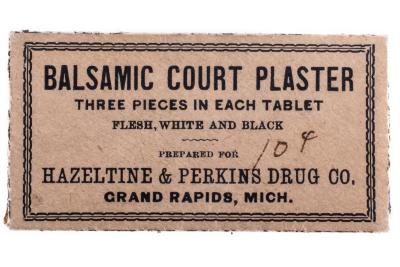 BALSAMIC COURT PLASTER
THREE PIECES IN EACH TABLET
FLESH, WHITE AND BLACK
PREPARED FOR
10¢
HAZELTINE & PERKINS DRUG CO.
GRAND RAPIDS, MICH.